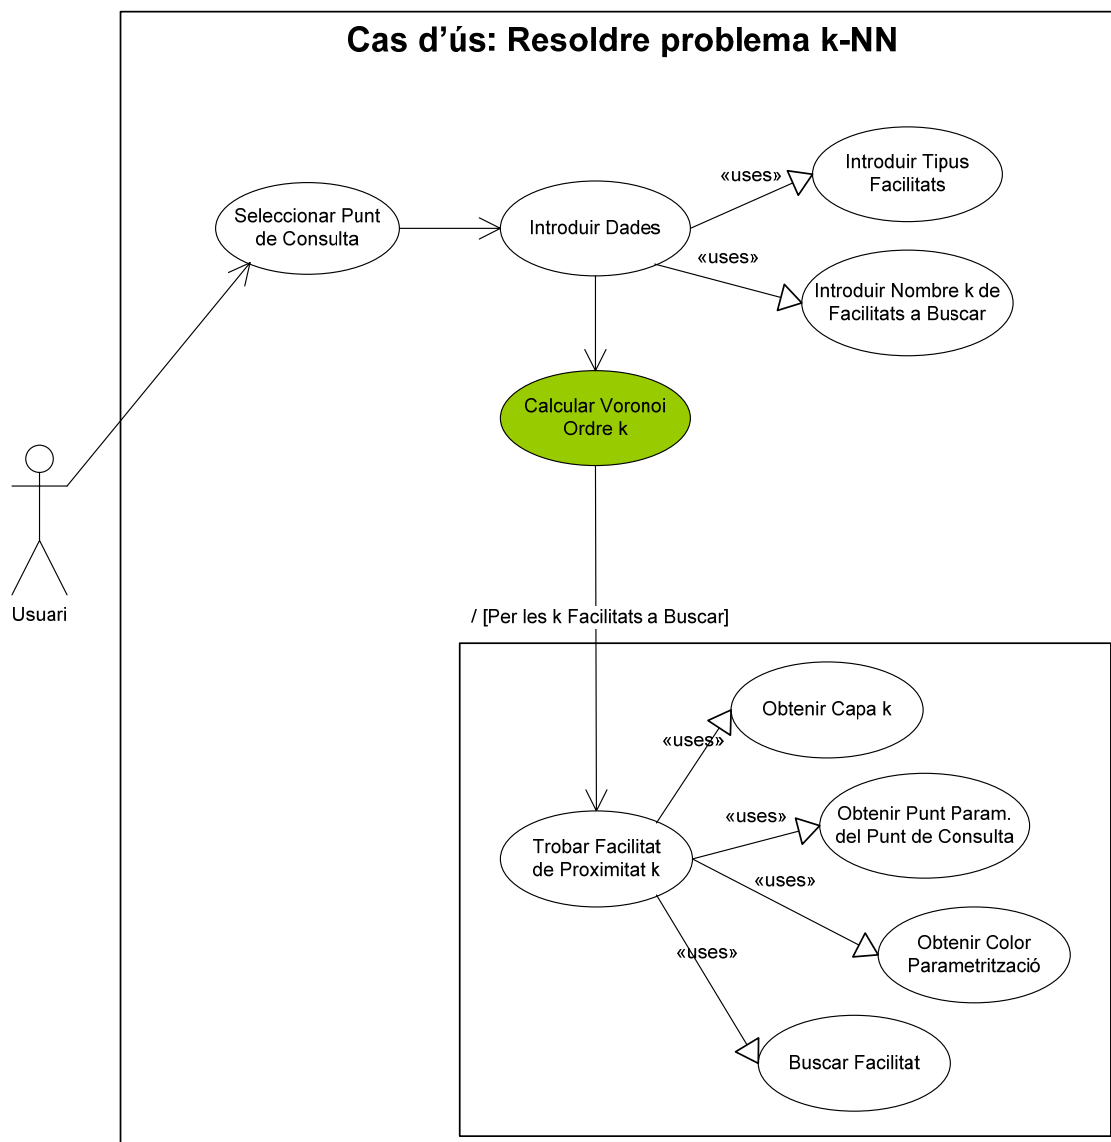 Cas d'ús: Resoldre problema k-NN
Introduir Tipus
Facilitats
«uses»
Seleccionar Punt
de Consulta
Introduir Dades
«uses»
Introduir Nombre k de
Facilitats a Buscar
Calcular Voronoi
Ordre k
Usuari
/ [Per les k Facilitats a Buscar]
Obtenir Capa k
«uses»
Obtenir Punt Param.
del Punt de Consulta
«uses»
Trobar Facilitat
de Proximitat k
«uses»
Obtenir Color
Parametrització
«uses»
Buscar Facilitat